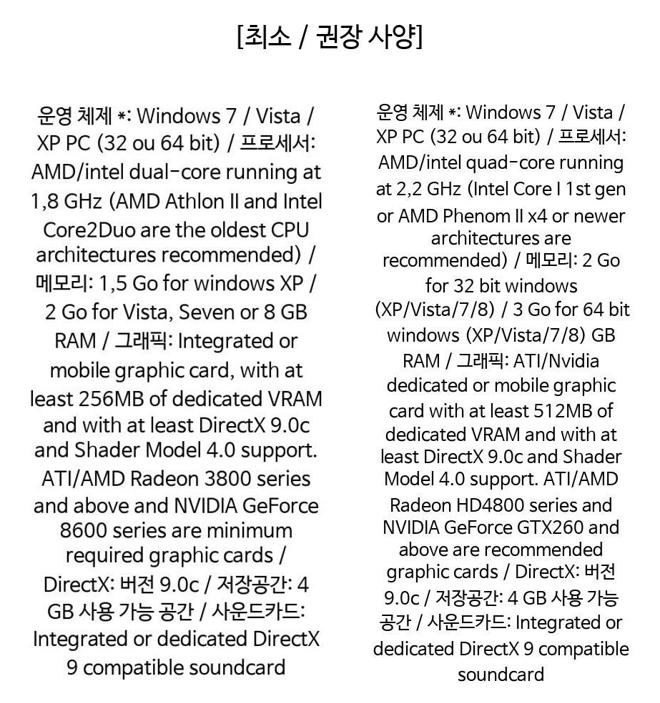 [최소 / 권장 사양]
운영 체제 *: Windows 7 / Vista /
XP PC (32 ou 64 bit) / 프로세서:
AMD/intel dual-core running at
1,8 GHz (AMD Athlon II and Intel
Core2Duo are the oldest CPU
architectures recommended) /
메모리: 1,5 Go for windows XP /
2 Go for Vista, Seven or 8 GB
RAM / 그래픽: Integrated or
mobile graphic card, with at
least 256MB of dedicated VRAM
and with at least DirectX 9.0c
and Shader Model 4.0 support.
ATI/AMD Radeon 3800 series
and above and NVIDIA GeForce
8600 series are minimum
required graphic cards /
DirectX: 버전 9.0c / 저장공간: 4
GB 사용 가능 공간 / 사운드카드:
Integrated or dedicated DirectX
9 compatible soundcard
운영 체제 *: Windows 7 / Vista /
XP PC (32 ou 64 bit) / 프로세서:
AMD/intel quad-core running
at 2,2 GHz (Intel Core I 1st gen
or AMD Phenom II x4 or newer
architectures are
recommended) / 메모리: 2 Go
for 32 bit windows
(XP/Vista/7/8) / 3 Go for 64 bit
windows (XP/Vista/7/8) GB
RAM / 그래픽: ATI/Nvidia
dedicated or mobile graphic
card with at least 512MB of
dedicated VRAM and with at
least DirectX 9.0c and Shader
Model 4.0 support. ATI/AMD
Radeon HD4800 series and
NVIDIA GeForce GTX260 and
above are recommended
graphic cards / DirectX: 버전
9.0c / 저장공간: 4 GB 사용 가능
공간 / 사운드카드: Integrated or
dedicated DirectX 9 compatible
soundcard